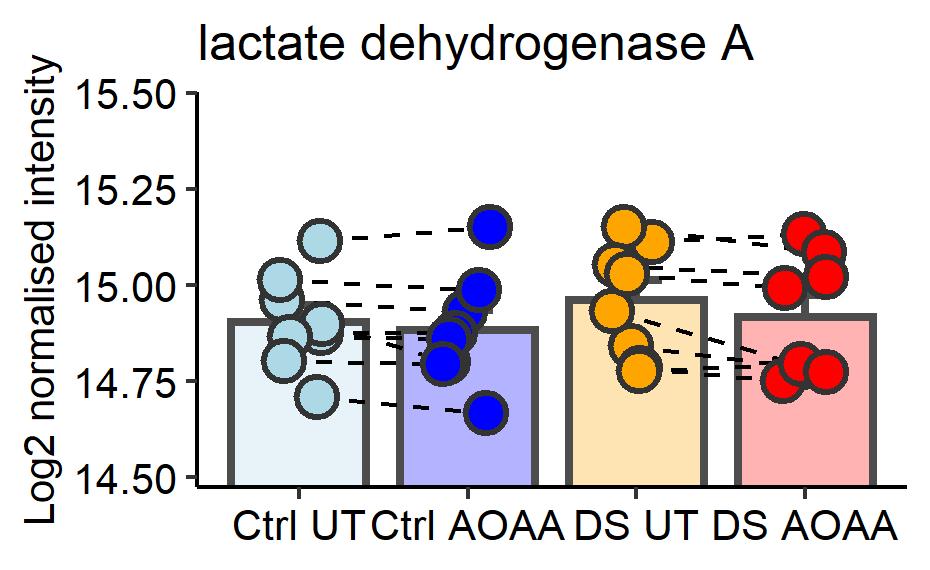 lactate dehydrogenase A
Log2 normalised intensity
15.50
15.25
15.00
14.75
14.50
Ctrl UT Ctrl AOAA DS UT DS AOAA